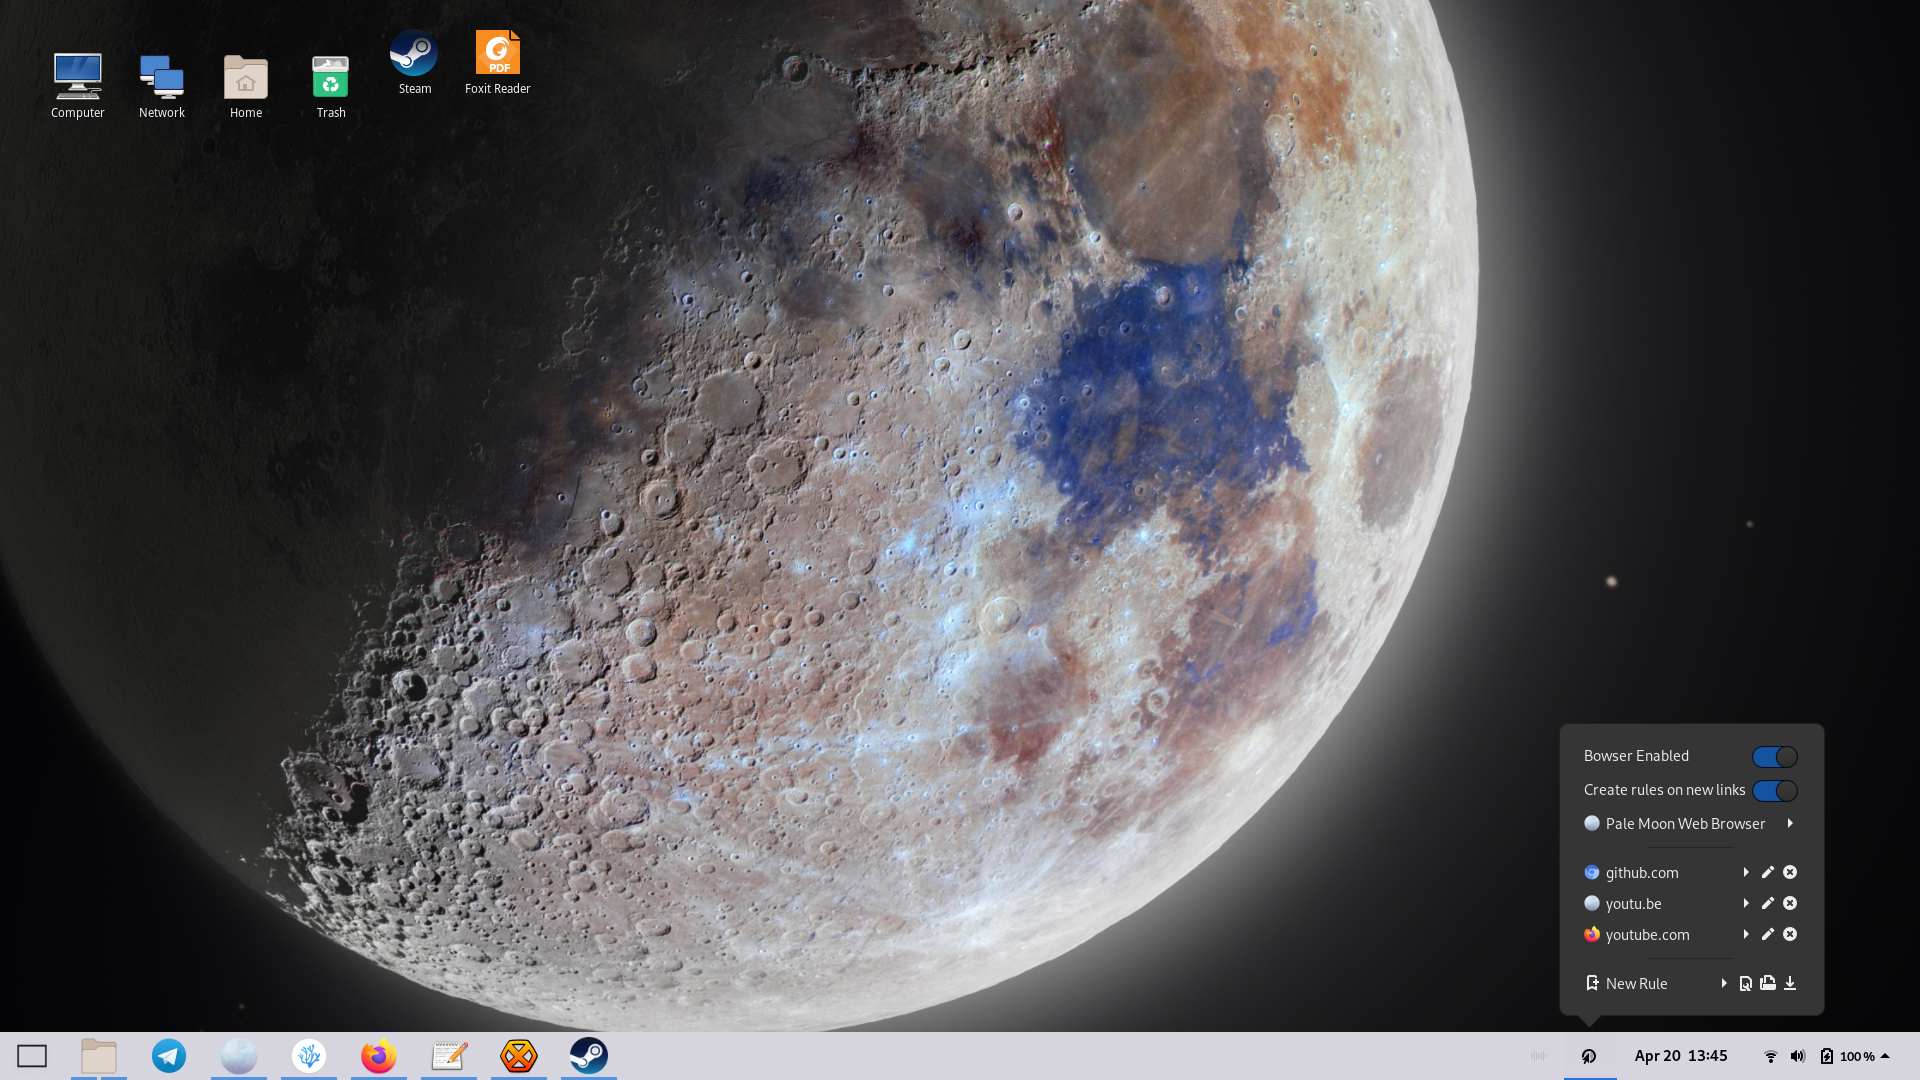 Computer
Network
Home
Trash
Steam
PDF
Foxit Reader
Bowser Enabled
Create rules on new links
Pale Moon Web Browser
github.com
youtu.be
youtube.com
New Rule
Apr 20 13:45
100 %